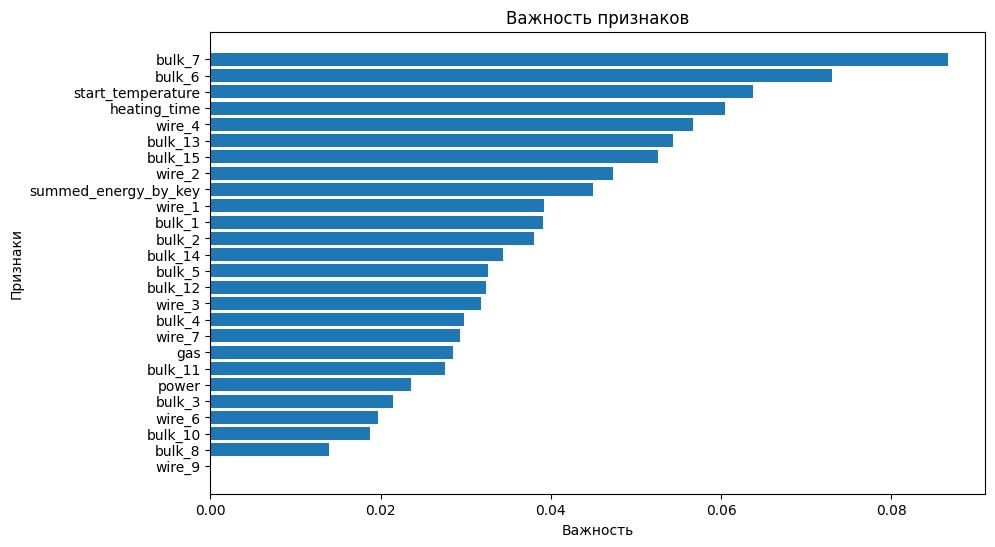 Важность признаков
Признаки
bulk_7
bulk_6
start_temperature
heating_time
wire_4
bulk_13
bulk_15
wire_2
summed_energy_by_key
wire_1
bulk_1
bulk_2
bulk_14
bulk_5
bulk_12
wire_3
bulk_4
wire_7
gas
bulk_11
power
bulk_3
wire_6
bulk_10
bulk_8
wire_9
0.00 0.02 0.04 0.06 0.08
Важность